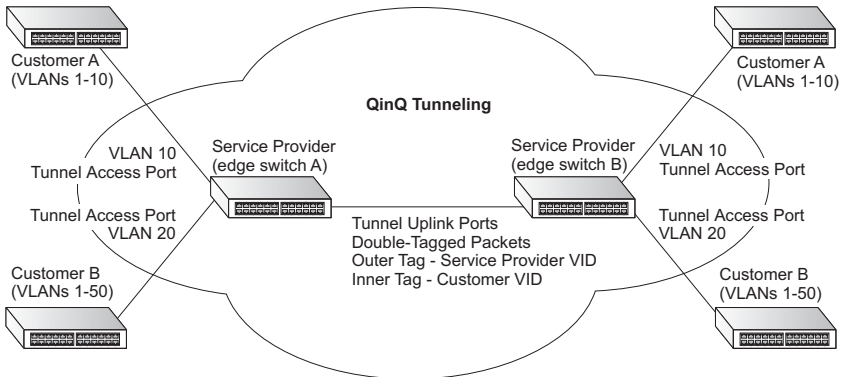 Customer A
(VLANs 1-10)
Customer A
(VLANs 1-10)
QinQ Tunneling
VLAN 10
Tunnel Access Port
Service Provider
(edge switch A)
Service Provider
(edge switch B)
VLAN 10
Tunnel Access Port
Tunnel Access Port
VLAN 20
Tunnel Uplink Ports
Double-Tagged Packets
Outer Tag - Service Provider VID
Inner Tag - Customer VID
Tunnel Access Port
VLAN 20
Customer B
(VLANs 1-50)
Customer B
(VLANs 1-50)